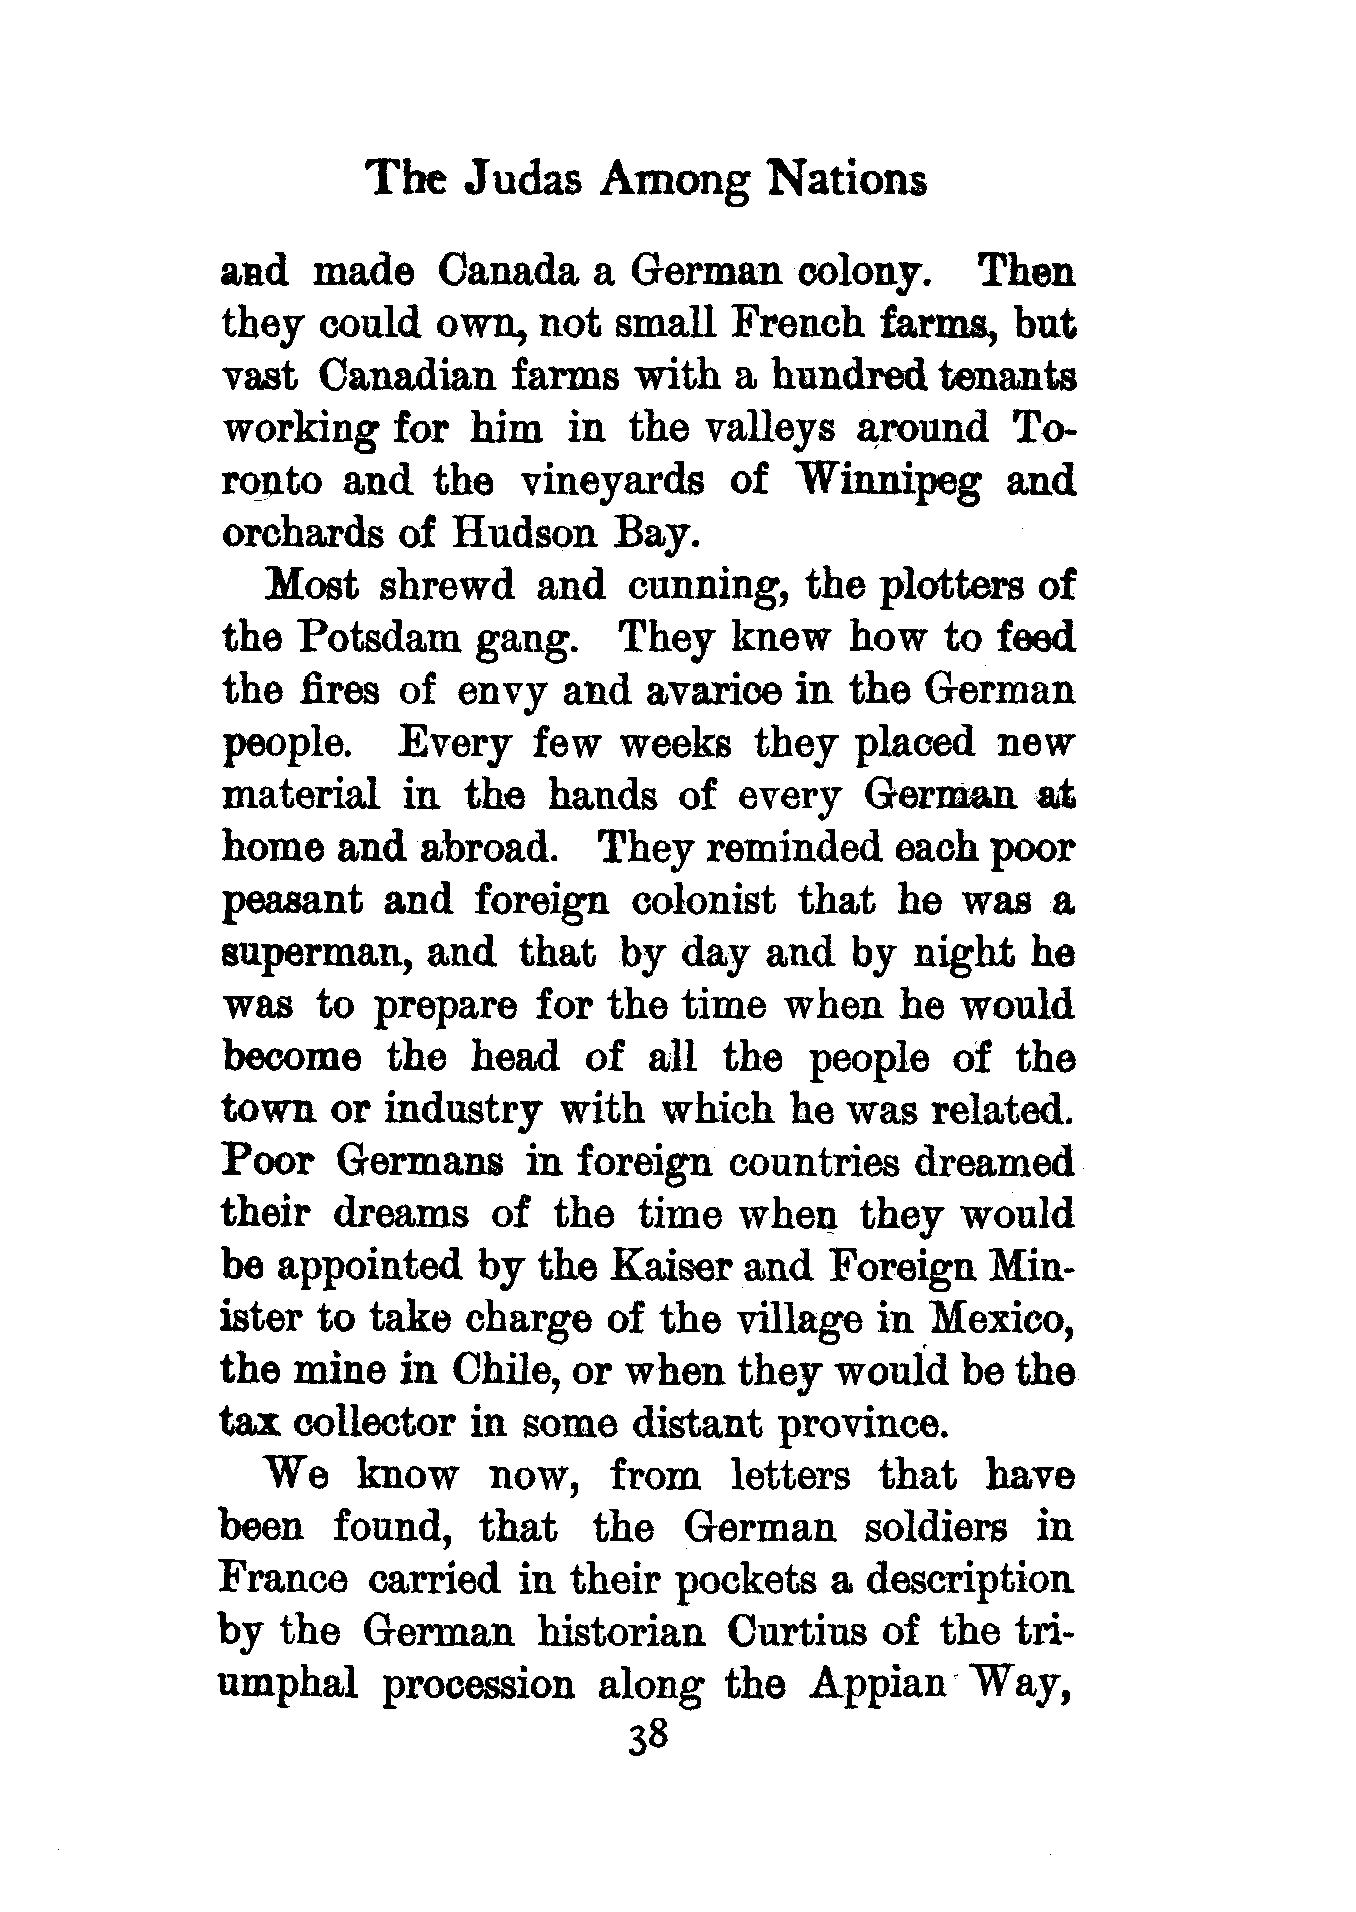 The Judas Among Nations
and made Canada a German colony. Then
they could own, not small French farms, but
vast Canadian farms with a hundred tenants
working for him in the valleys around To-
ronto and the vineyards of Winnipeg and
orchards of Hudson Bay.
Most shrewd and cunning, the plotters of
the Potsdam gang. They knew how to feed
the fires of envy and avarice in the German
people. Every few weeks they placed new
material in the hands of every German at
home and abroad. They reminded each poor
peasant and foreign colonist that he was a
superman, and that by day and by night he
was to prepare for the time when he would
become the head of all the people of the
town or industry with which he was related.
Poor Germans in foreign countries dreamed
their dreams of the time when they would
be appointed by the Kaiser and Foreign Min-
ister to take charge of the village in Mexico,
the mine in Chile, or when they would be the
tax collector in some distant province.
We know now, from letters that have
been found, that the German soldiers in
France carried in their pockets a description
by the German historian Curtius of the tri-
umphal procession along the Appian Way,
38